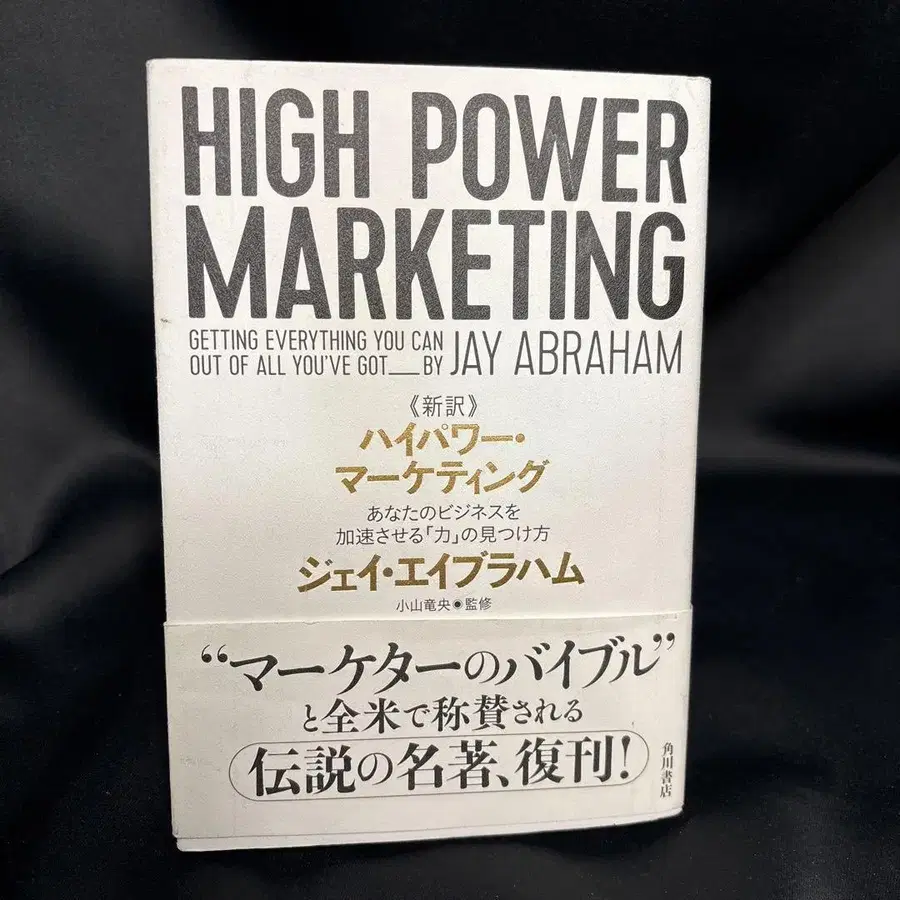 HIGH POWER
MARKETING
GETTING EVERYTHING YOU CAN
OUT OF ALL YOU'VE GOT__BY JAY ABRAHAM
《新訳》
ハイパワー・
マーケティング
あなたのビジネスを
加速させる「力」の見つけ方
ジェイ・エイブラハム
小山竜央◉監修
“マーケターのバイブル”
と全米で称賛される
伝説の名著、復刊!
角川書店